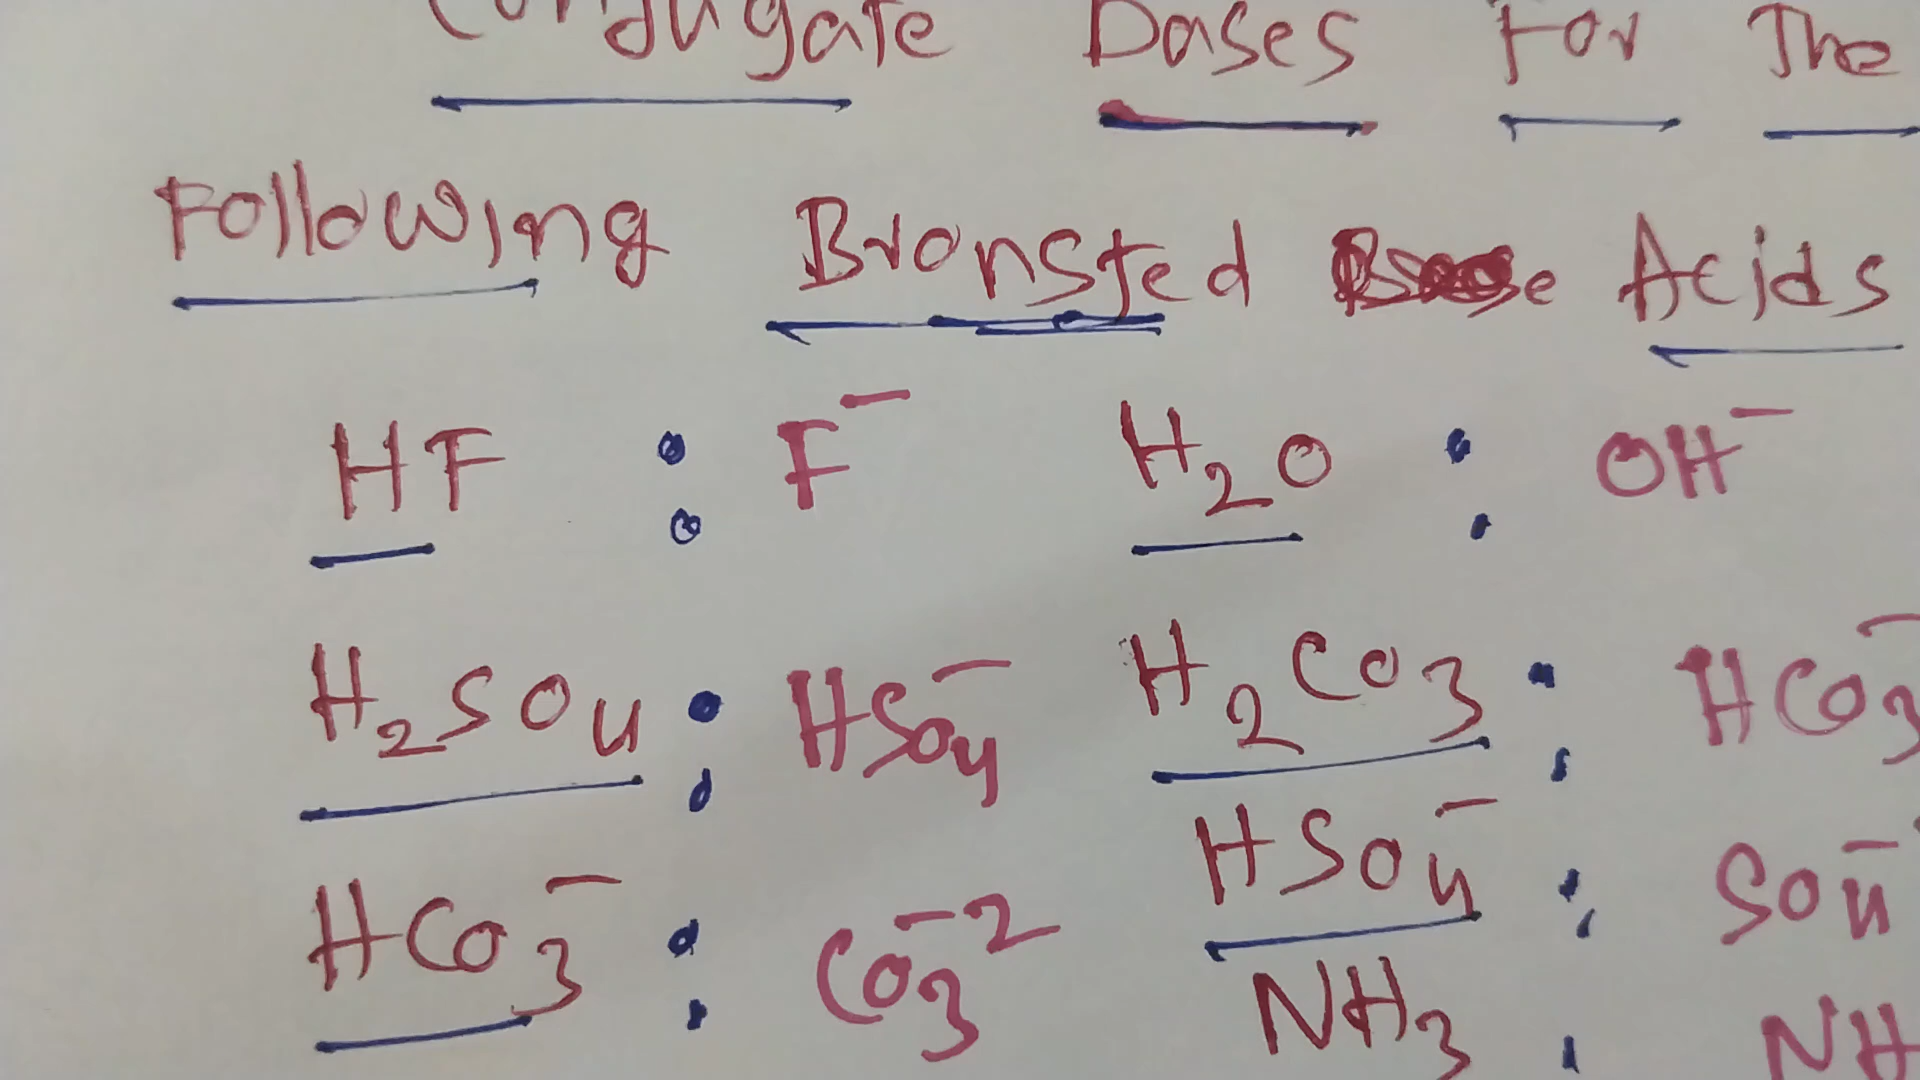 Conjugate Bases For The
Following Bronsted Acids
HF : F⁻ H₂O : OH⁻
H₂SO₄ : HSO₄⁻ H₂CO₃ : HCO₃⁻
HCO₃⁻ : CO₃⁻² HSO₄⁻ : SO₄⁻
NH₃ : NH